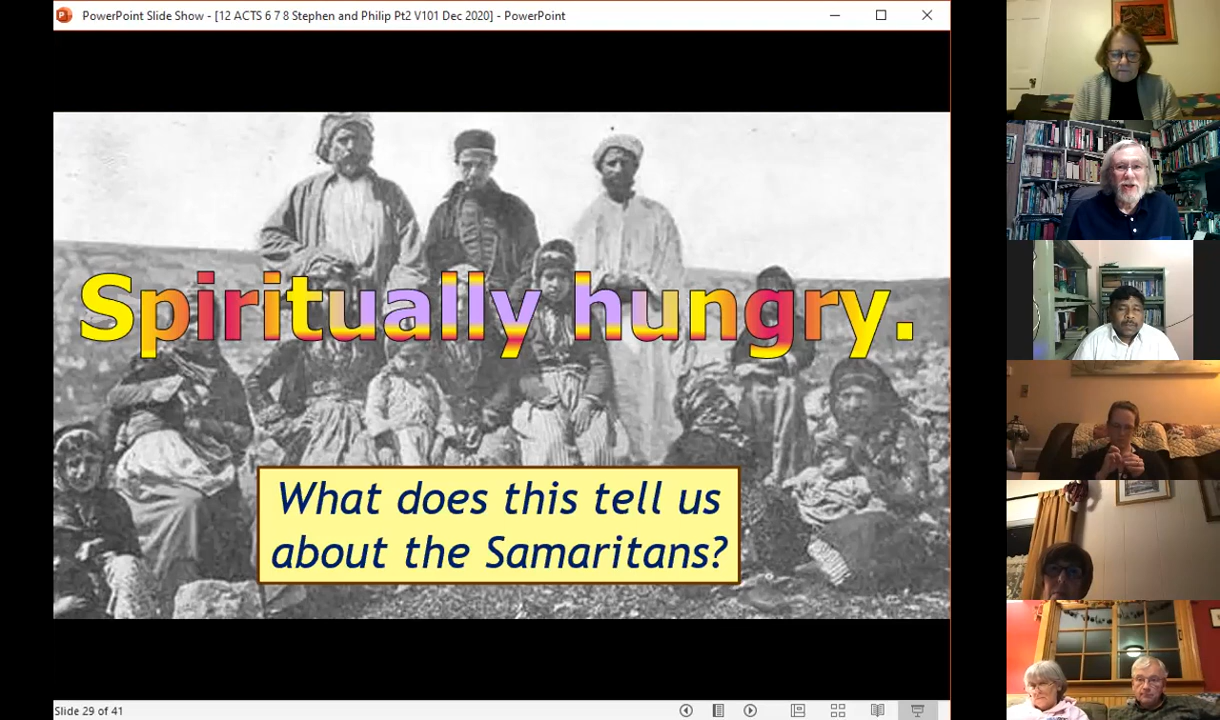 PowerPoint Slide Show - [12 ACTS 6 7 8 Stephen and Philip Pt2 V101 Dec 2020] - PowerPoint
Spiritually hungry.
What does this tell us
about the Samaritans?
Slide 29 of 41